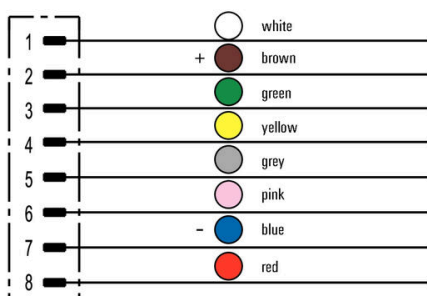 white
1
+ brown
2
green
3
yellow
4
grey
5
pink
6
- blue
7
red
8